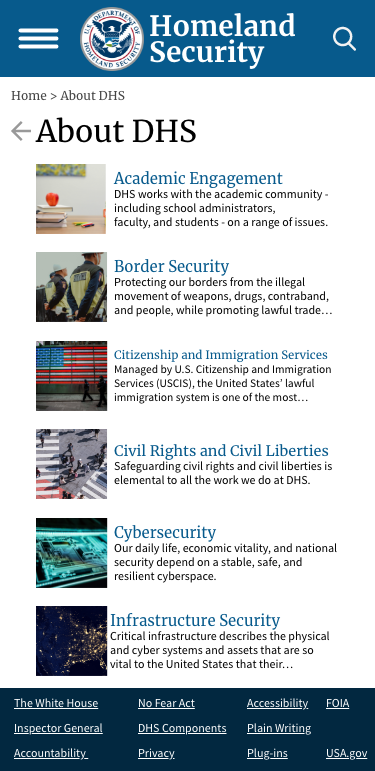 Homeland
Security
Home > About DHS
About DHS
Academic Engagement
DHS works with the academic community -
including school administrators,
faculty, and students - on a range of issues.
Border Security
Protecting our borders from the illegal
movement of weapons, drugs, contraband,
and people, while promoting lawful trade…
Citizenship and Immigration Services
Managed by U.S. Citizenship and Immigration
Services (USCIS), the United States’ lawful
immigration system is one of the most…
Civil Rights and Civil Liberties
Safeguarding civil rights and civil liberties is
elemental to all the work we do at DHS.
Cybersecurity
Our daily life, economic vitality, and national
security depend on a stable, safe, and
resilient cyberspace.
Infrastructure Security
Critical infrastructure describes the physical
and cyber systems and assets that are so
vital to the United States that their…
The White House No Fear Act Accessibility FOIA
Inspector General DHS Components Plain Writing
Accountability Privacy Plug-ins USA.gov